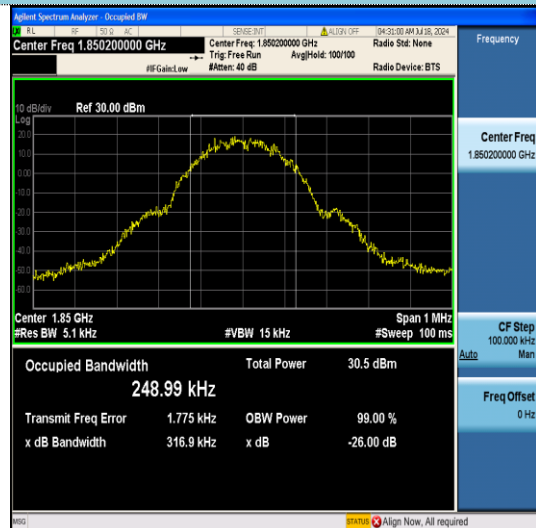 Agilent Spectrum Analyzer - Occupied BW
RL RF 50 Ω AC SENSE:INT ALIGN OFF 04:31:00 AM Jul 18, 2024
Center Freq 1.850200000 GHz
Center Freq: 1.850200000 GHz
Radio Std: None
Trig: Free Run Avg|Hold: 100/100
#IFGain:Low
#Atten: 40 dB
Radio Device: BTS
10 dB/div Ref 30.00 dBm
Log
20.0
10.0
0.00
-10.0
-20.0
-30.0
-40.0
-50.0
-60.0
Center 1.85 GHz Span 1 MHz
#Res BW 5.1 kHz #VBW 15 kHz #Sweep 100 ms
Occupied Bandwidth Total Power 30.5 dBm
248.99 kHz
Transmit Freq Error 1.775 kHz OBW Power 99.00 %
x dB Bandwidth 316.9 kHz x dB -26.00 dB
Frequency
Center Freq
1.850200000 GHz
CF Step
100.000 kHz
Auto Man
Freq Offset
0 Hz
MSG STATUS Align Now, All required